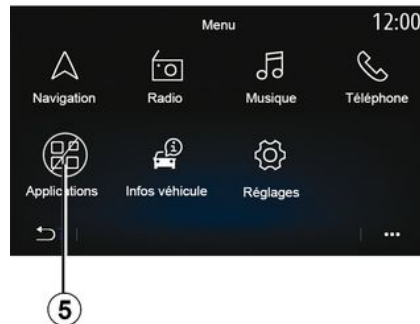 Menu 12:00
Navigation Radio Musique Téléphone
Applications Infos véhicule Réglages
5